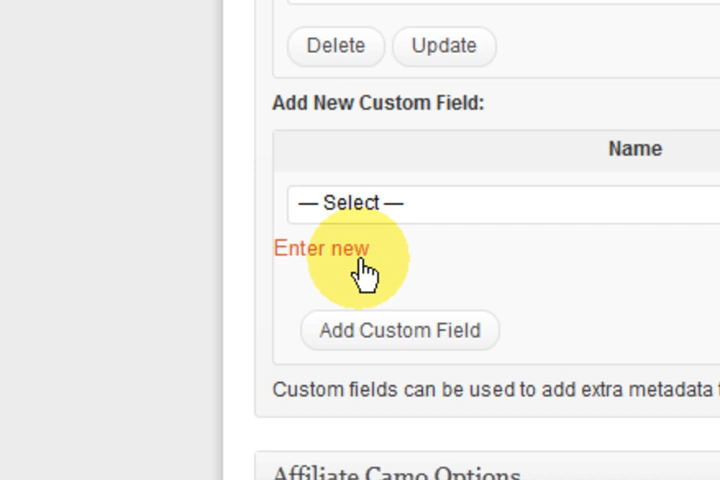 Delete Update
Add New Custom Field:
Name
— Select —
Enter new
Add Custom Field
Custom fields can be used to add extra metadata
Affiliate Camo Options